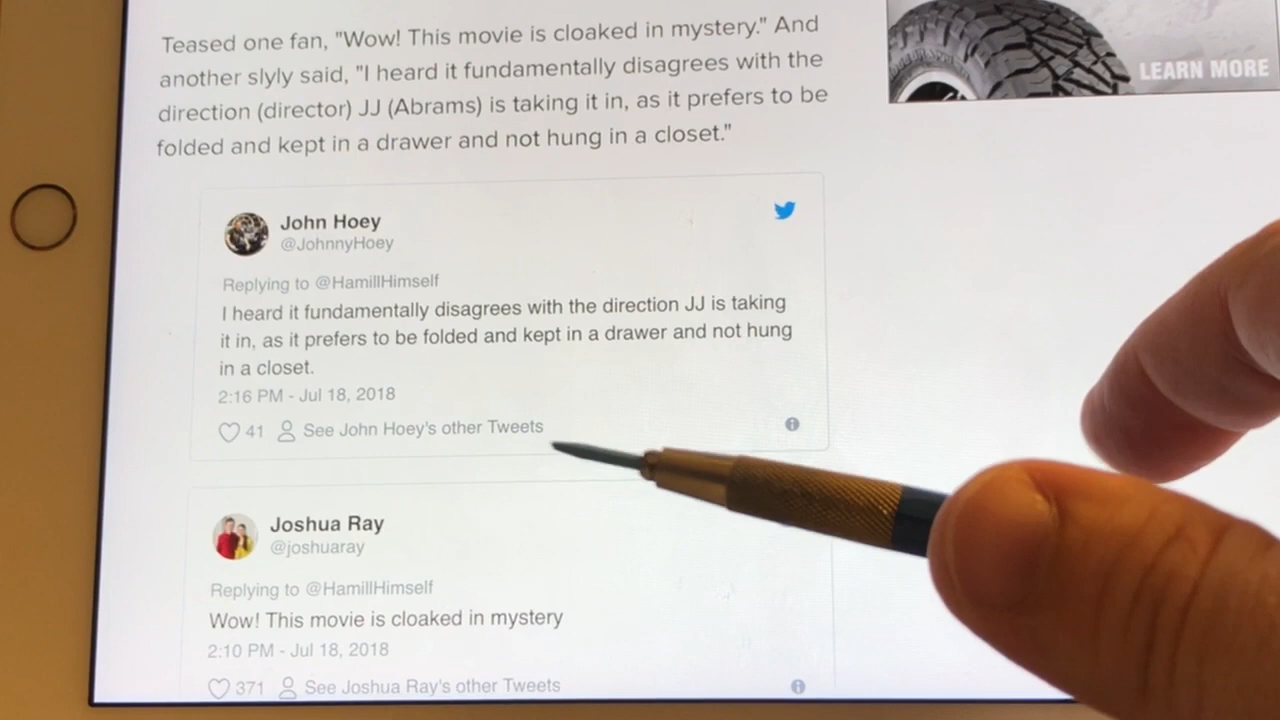 Teased one fan, "Wow! This movie is cloaked in mystery." And
another slyly said, "I heard it fundamentally disagrees with the
direction (director) JJ (Abrams) is taking it in, as it prefers to be
folded and kept in a drawer and not hung in a closet."
LEARN MORE
John Hoey
@JohnnyHoey
Replying to @HamillHimself
I heard it fundamentally disagrees with the direction JJ is taking
it in, as it prefers to be folded and kept in a drawer and not hung
in a closet.
2:16 PM - Jul 18, 2018
41 See John Hoey's other Tweets
Joshua Ray
@joshuaray
Replying to @HamillHimself
Wow! This movie is cloaked in mystery
2:10 PM - Jul 18, 2018
371 See Joshua Ray's other Tweets